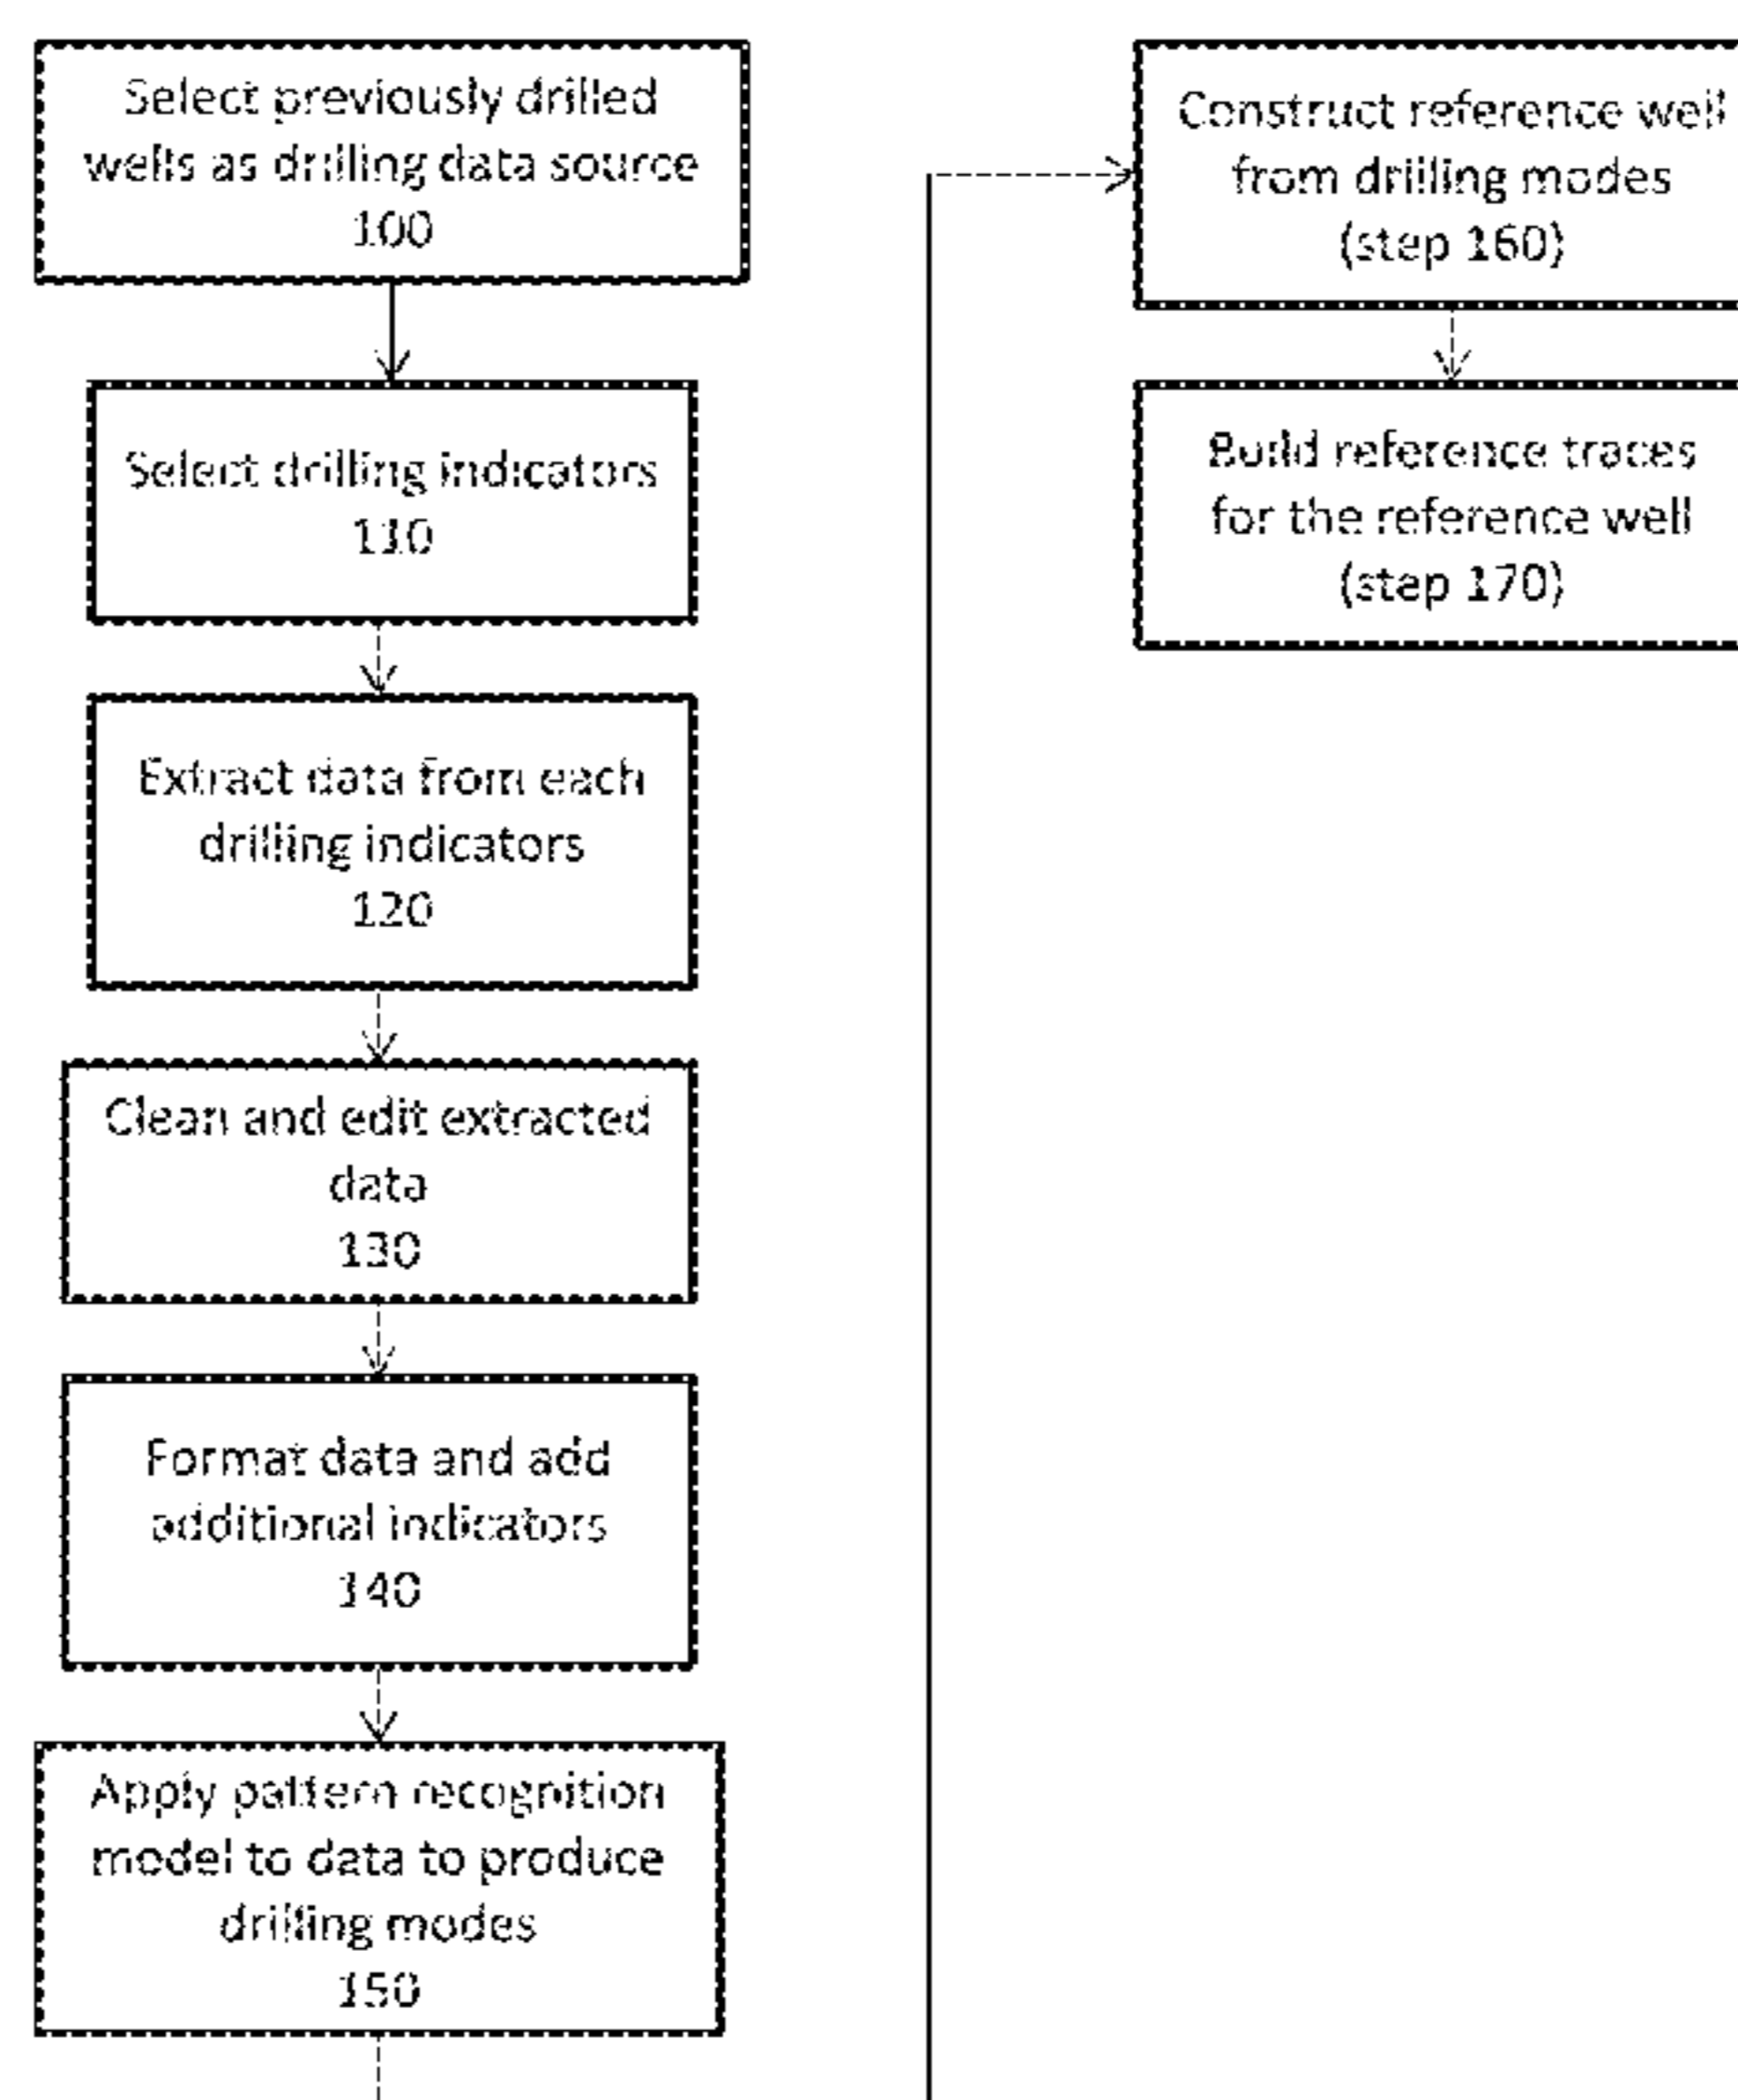 Select previously drilled
wells as drilling data source
100
Select drilling indicators
110
Extract data from each
drilling indicators
120
Clean and edit extracted
data
130
Format data and add
additional indicators
140
Apply pattern recognition
model to data to produce
drilling modes
150
Construct reference well
from drilling modes
(step 160)
Build reference traces
for the reference well
(step 170)